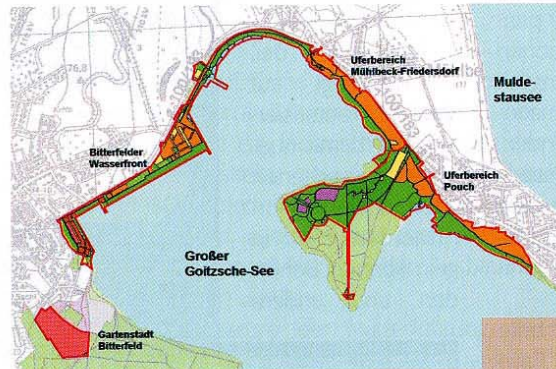 Uferbereich
Mühlbeck-Friedersdorf
Mulde-
stausee
Bitterfelder
Wasserfront
Uferbereich
Pouch
Großer
Goitzsche-See
Gartenstadt
Bitterfeld